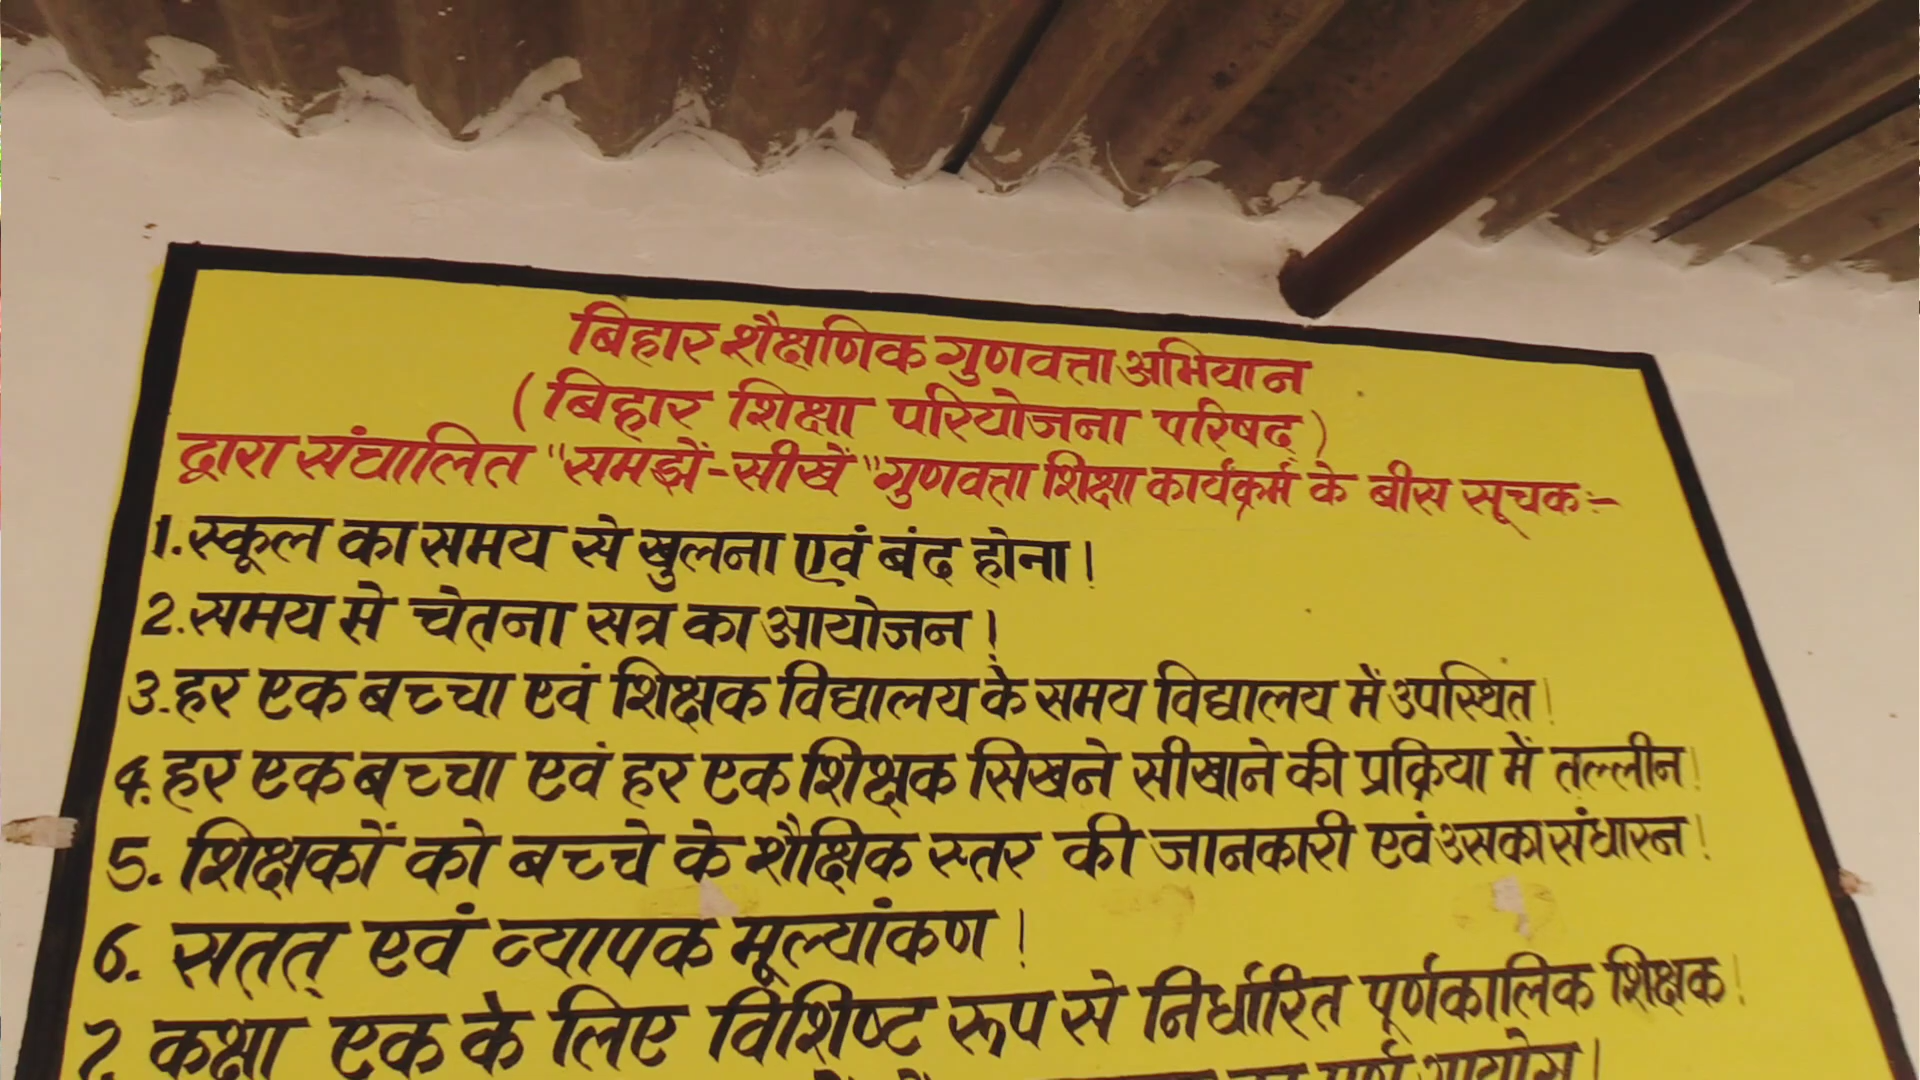 बिहार शैक्षणिक गुणवत्ता अभियान
(बिहार शिक्षा परियोजना परिषद्)
द्वारा संचालित "समझें-सीखें" गुणवत्ता शिक्षा कार्यक्रम के बीस सूचक:-
1. स्कूल का समय से खुलना एवं बंद होना।
2. समय से चेतना सत्र का आयोजन।
3. हर एक बच्चा एवं शिक्षक विद्यालय के समय विद्यालय में उपस्थित।
4. हर एक बच्चा एवं हर एक शिक्षक सिखने सीखाने की प्रक्रिया में तल्लीन।
5. शिक्षकों को बच्चे के शैक्षिक स्तर की जानकारी एवं उसका संधारन।
6. सतत् एवं व्यापक मूल्यांकण।
7. कक्षा एक के लिए विशिष्ट रूप से निर्धारित पूर्णकालिक शिक्षक।